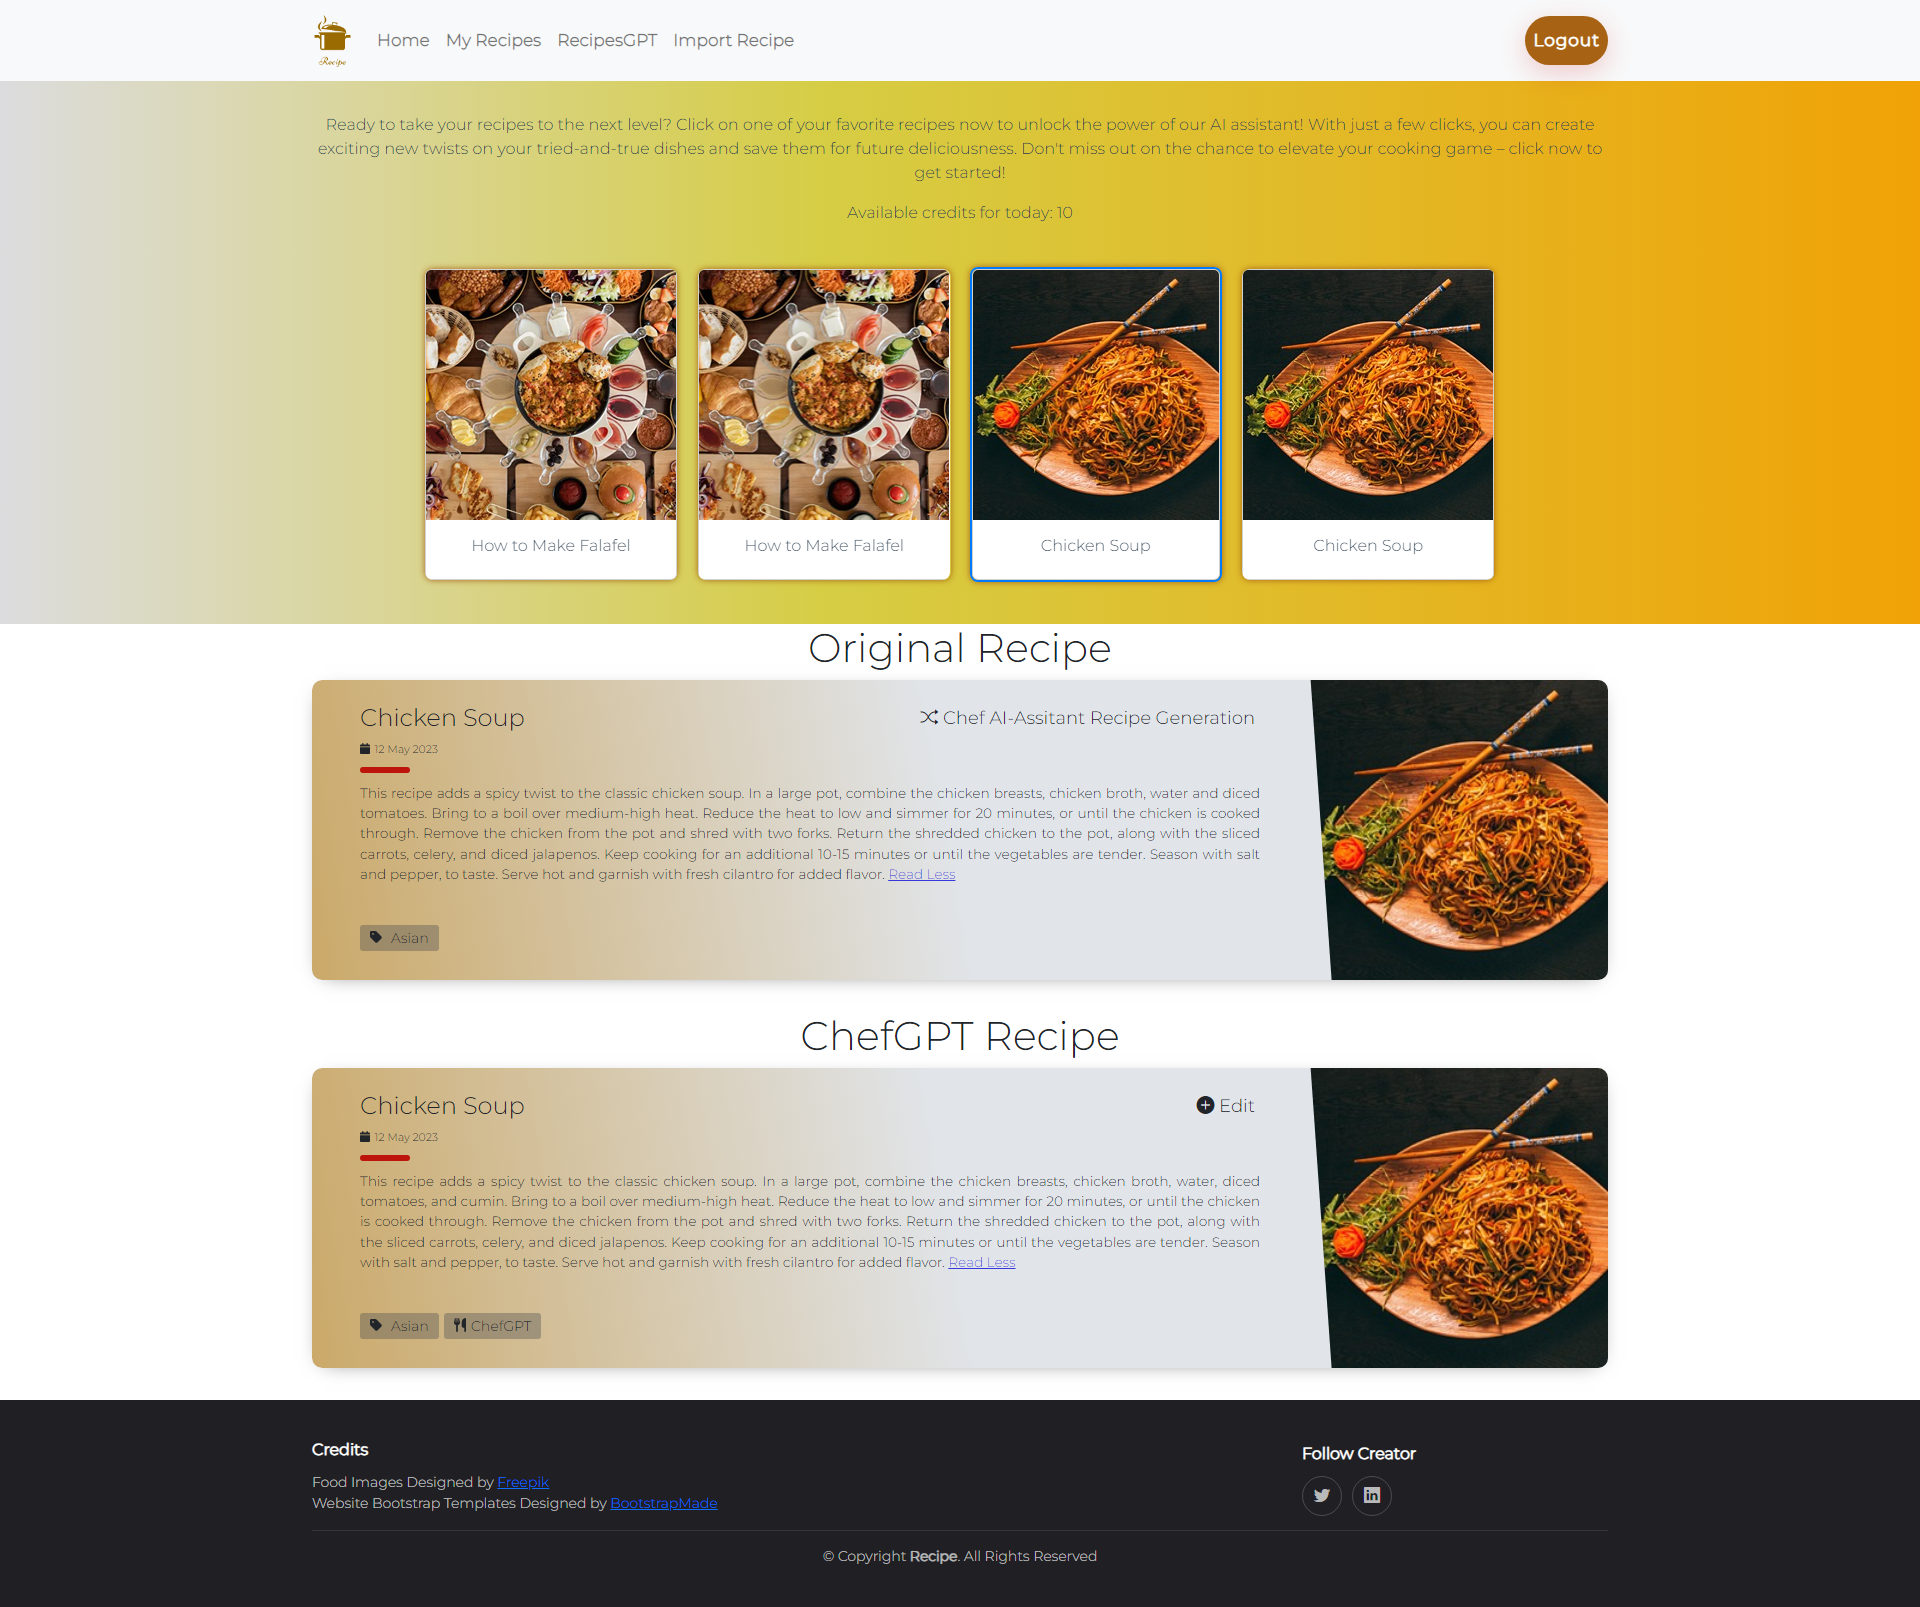 Recipe
Home
My Recipes
RecipesGPT
Import Recipe
Logout
Ready to take your recipes to the next level? Click on one of your favorite recipes now to unlock the power of our AI assistant! With just a few clicks, you can create
exciting new twists on your tried-and-true dishes and save them for future deliciousness. Don't miss out on the chance to elevate your cooking game – click now to
get started!
Available credits for today: 10
How to Make Falafel
How to Make Falafel
Chicken Soup
Chicken Soup
Original Recipe
Chicken Soup
Chef AI-Assitant Recipe Generation
12 May 2023
This recipe adds a spicy twist to the classic chicken soup. In a large pot, combine the chicken breasts, chicken broth, water and diced
tomatoes. Bring to a boil over medium-high heat. Reduce the heat to low and simmer for 20 minutes, or until the chicken is cooked
through. Remove the chicken from the pot and shred with two forks. Return the shredded chicken to the pot, along with the sliced
carrots, celery, and diced jalapenos. Keep cooking for an additional 10-15 minutes or until the vegetables are tender. Season with salt
and pepper, to taste. Serve hot and garnish with fresh cilantro for added flavor. Read Less
Asian
ChefGPT Recipe
Chicken Soup
Edit
12 May 2023
This recipe adds a spicy twist to the classic chicken soup. In a large pot, combine the chicken breasts, chicken broth, water, diced
tomatoes, and cumin. Bring to a boil over medium-high heat. Reduce the heat to low and simmer for 20 minutes, or until the chicken
is cooked through. Remove the chicken from the pot and shred with two forks. Return the shredded chicken to the pot, along with
the sliced carrots, celery, and diced jalapenos. Keep cooking for an additional 10-15 minutes or until the vegetables are tender. Season
with salt and pepper, to taste. Serve hot and garnish with fresh cilantro for added flavor. Read Less
Asian
ChefGPT
Credits
Food Images Designed by Freepik
Website Bootstrap Templates Designed by BootstrapMade
Follow Creator
© Copyright Recipe. All Rights Reserved